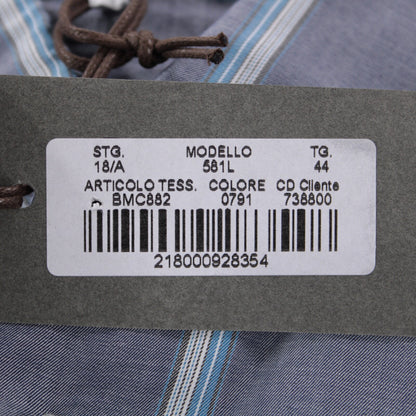 STG. MODELLO TG.
18/A 581L 44
ARTICOLO TESS. COLORE CD Cliente
BMC882 0791 738800
218000928354